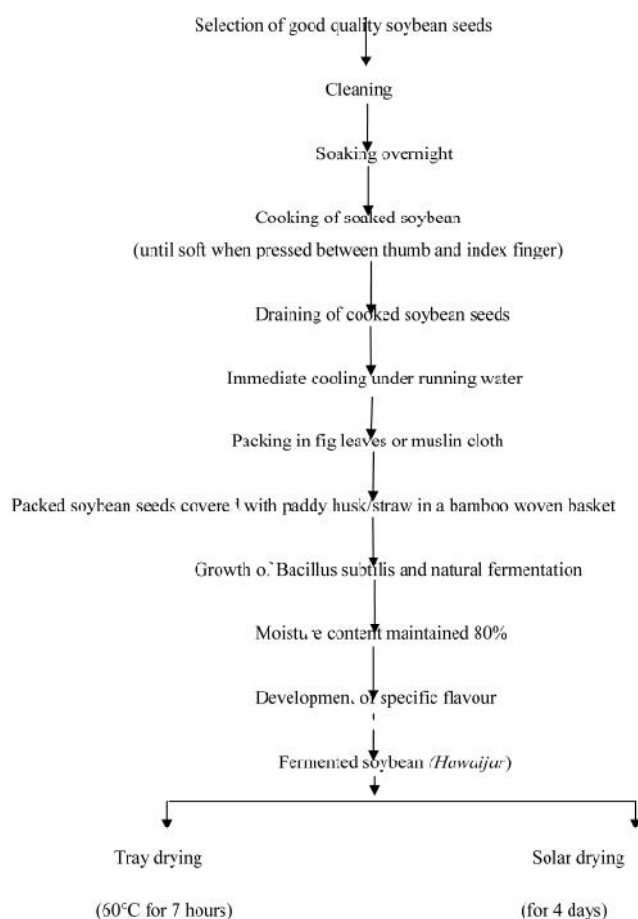 Selection of good quality soybean seeds
Cleaning
Soaking overnight
Cooking of soaked soybean
(until soft when pressed between thumb and index finger)
Draining of cooked soybean seeds
Immediate cooling under running water
Packing in fig leaves or muslin cloth
Packed soybean seeds covered with paddy husk/straw in a bamboo woven basket
Growth of Bacillus subtilis and natural fermentation
Moisture content maintained 80%
Development of specific flavour
Fermented soybean (Hawaijar)
Tray drying Solar drying
(60°C for 7 hours) (for 4 days)